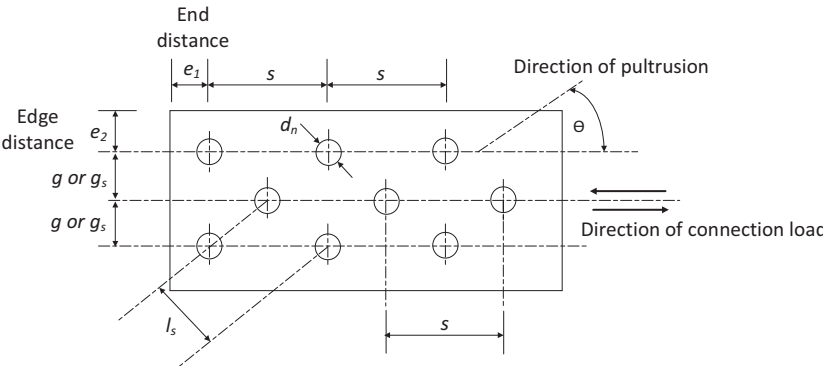 End
distance
e1
s
s
Direction of pultrusion
Edge
distance
e2
dn
Θ
g or gs
g or gs
Direction of connection load
ls
s